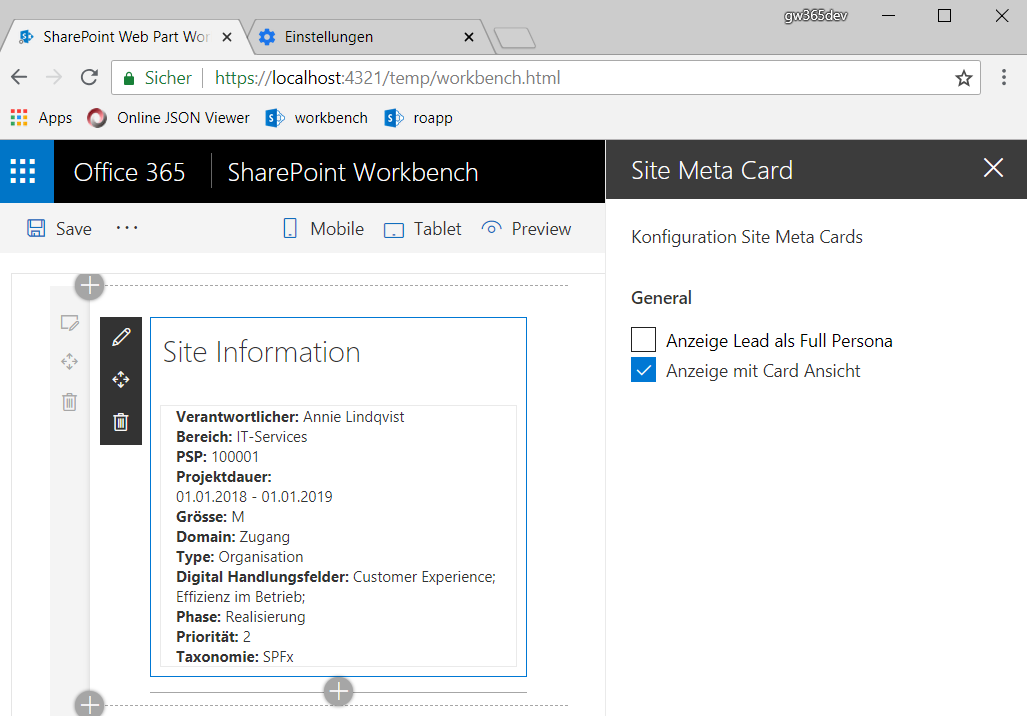 gw365dev
SharePoint Web Part Wor
Einstellungen
Sicher https://localhost:4321/temp/workbench.html
Apps Online JSON Viewer workbench roapp
Office 365 SharePoint Workbench
Site Meta Card
Save ... Mobile Tablet Preview
Konfiguration Site Meta Cards
General
Anzeige Lead als Full Persona
Anzeige mit Card Ansicht
Site Information
Verantwortlicher: Annie Lindqvist
Bereich: IT-Services
PSP: 100001
Projektdauer:
01.01.2018 - 01.01.2019
Grösse: M
Domain: Zugang
Type: Organisation
Digital Handlungsfelder: Customer Experience;
Effizienz im Betrieb;
Phase: Realisierung
Priorität: 2
Taxonomie: SPFx